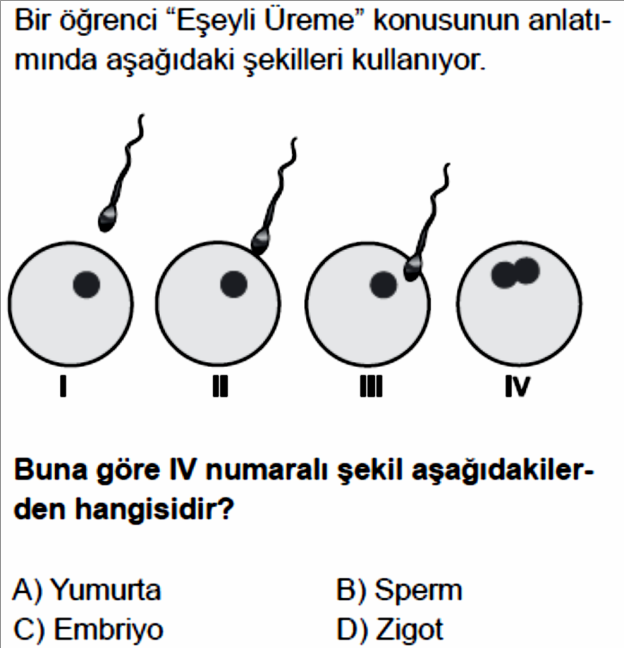 Bir öğrenci “Eşeyli Üreme” konusunun anlatı-
mında aşağıdaki şekilleri kullanıyor.
I II III IV
Buna göre IV numaralı şekil aşağıdakiler-
den hangisidir?
A) Yumurta B) Sperm
C) Embriyo D) Zigot